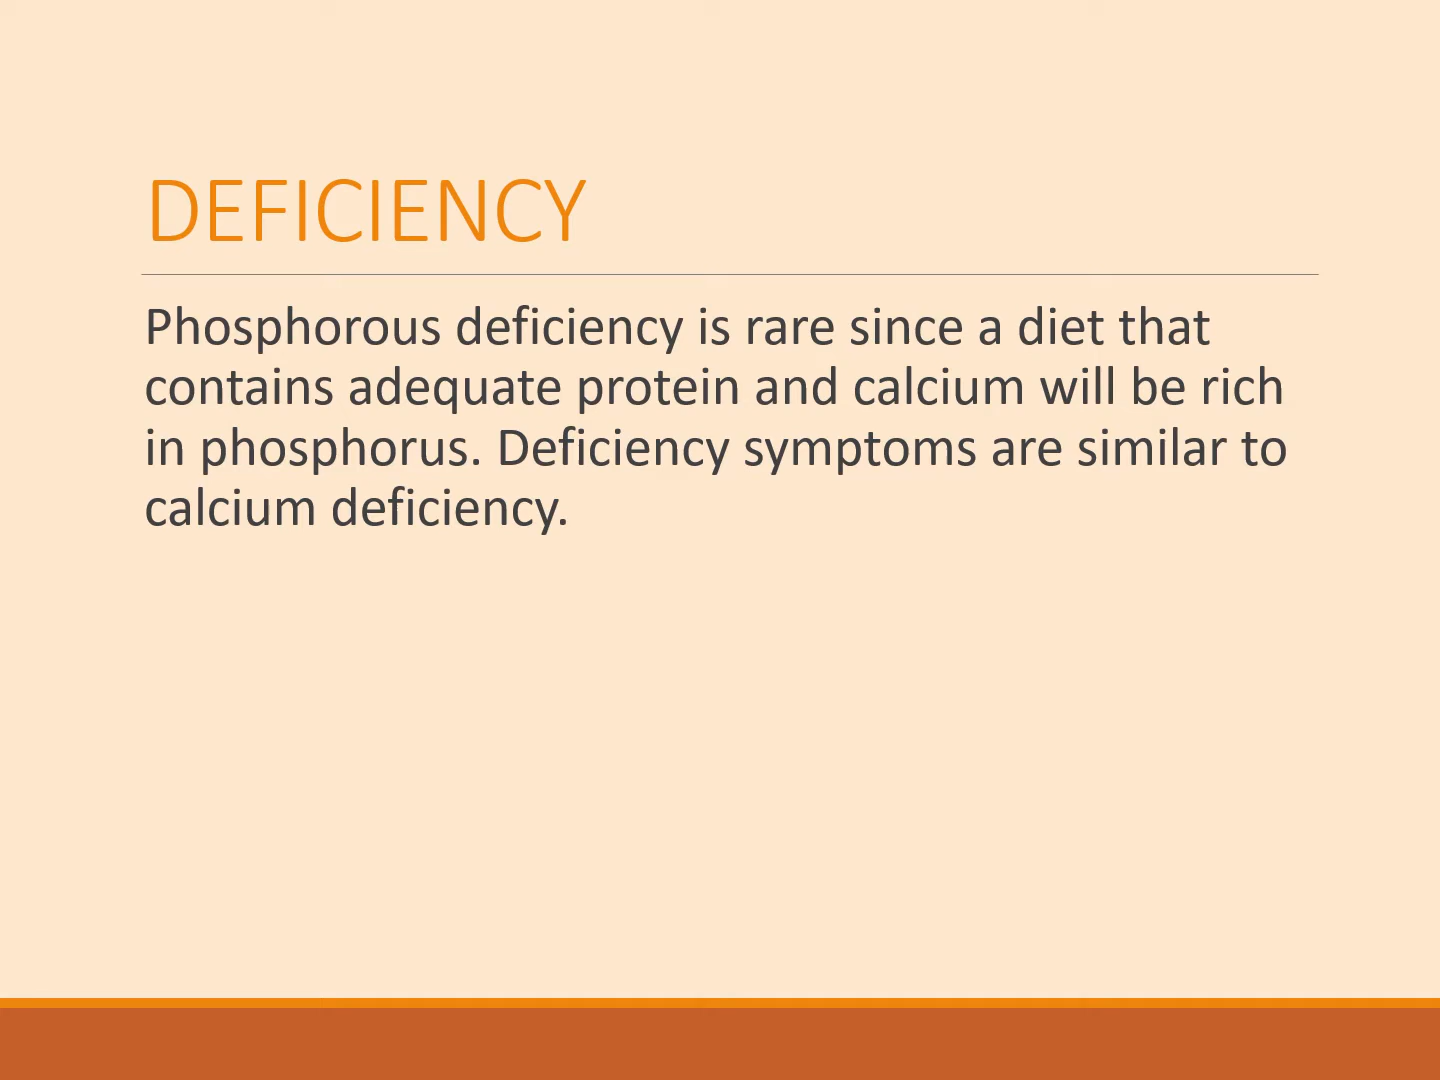 DEFICIENCY
Phosphorous deficiency is rare since a diet that
contains adequate protein and calcium will be rich
in phosphorus. Deficiency symptoms are similar to
calcium deficiency.